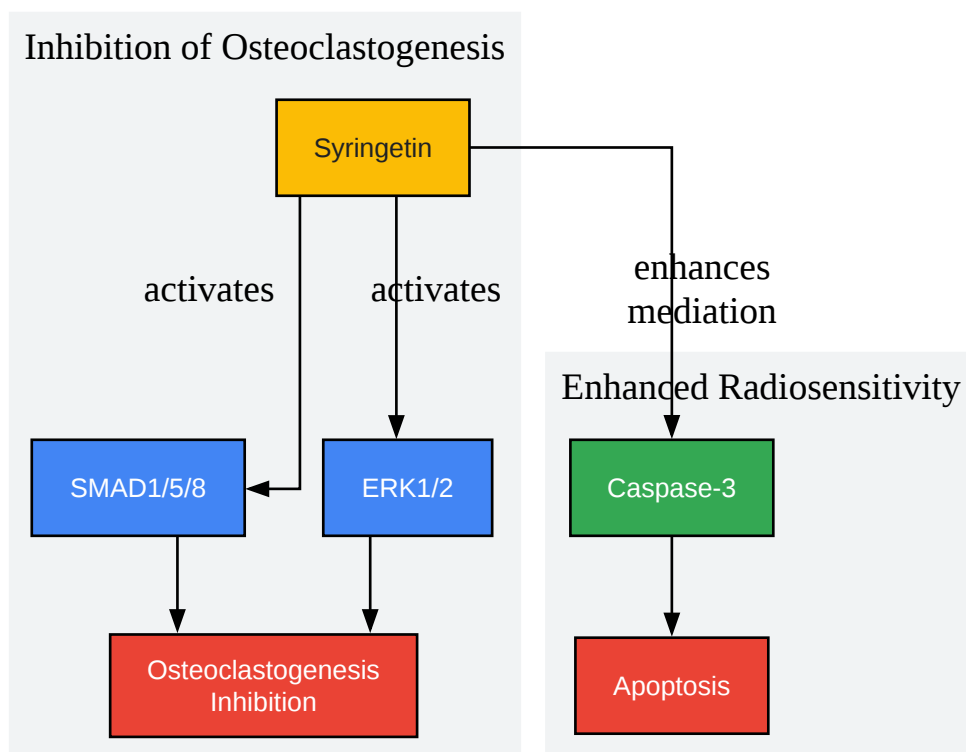 Inhibition of Osteoclastogenesis
Syringetin
activates
activates
enhances
mediation
Enhanced Radiosensitivity
SMAD1/5/8
ERK1/2
Caspase-3
Osteoclastogenesis
Inhibition
Apoptosis